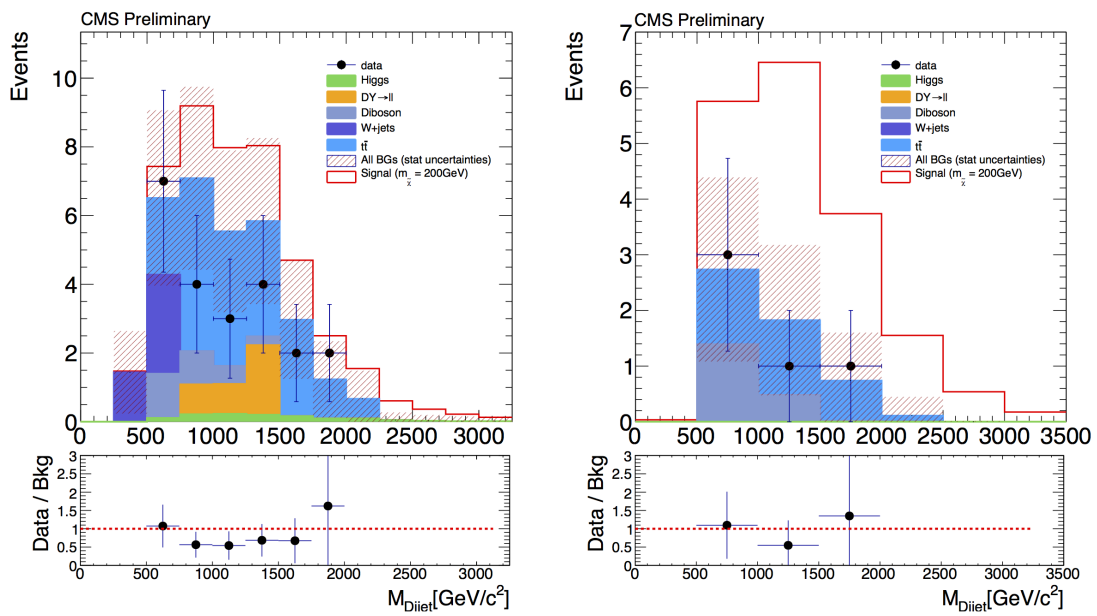 CMS Preliminary
Events
10
8
6
4
2
0
data
Higgs
DY→ll
Diboson
W+jets
tt̄
All BGs (stat uncertainties)
Signal (m_χ̃ = 200GeV)
0 500 1000 1500 2000 2500 3000
Data / Bkg
3
2.5
2
1.5
1
0.5
0
0 500 1000 1500 2000 2500 3000
M_Dijet[GeV/c²]
CMS Preliminary
Events
7
6
5
4
3
2
1
0
data
Higgs
DY→ll
Diboson
W+jets
tt̄
All BGs (stat uncertainties)
Signal (m_χ̃ = 200GeV)
0 500 1000 1500 2000 2500 3000 3500
Data / Bkg
3
2.5
2
1.5
1
0.5
0
0 500 1000 1500 2000 2500 3000 3500
M_Dijet[GeV/c²]